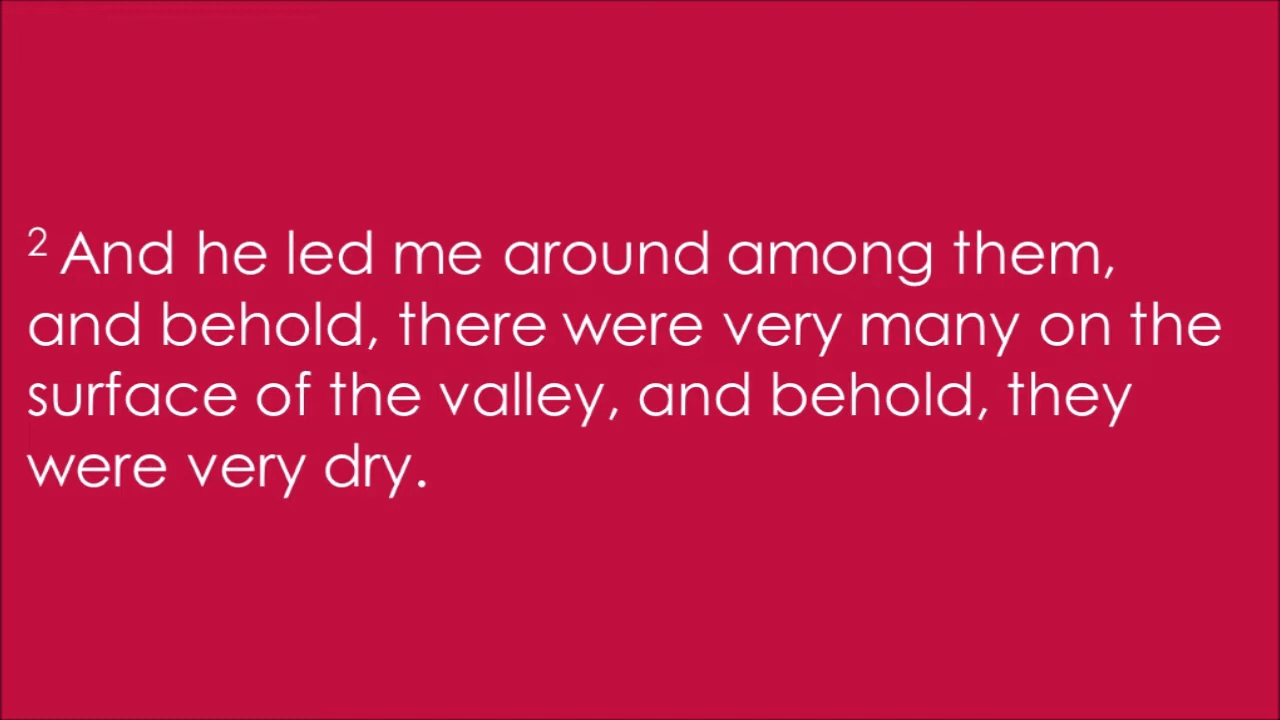 2 And he led me around among them,
and behold, there were very many on the
surface of the valley, and behold, they
were very dry.